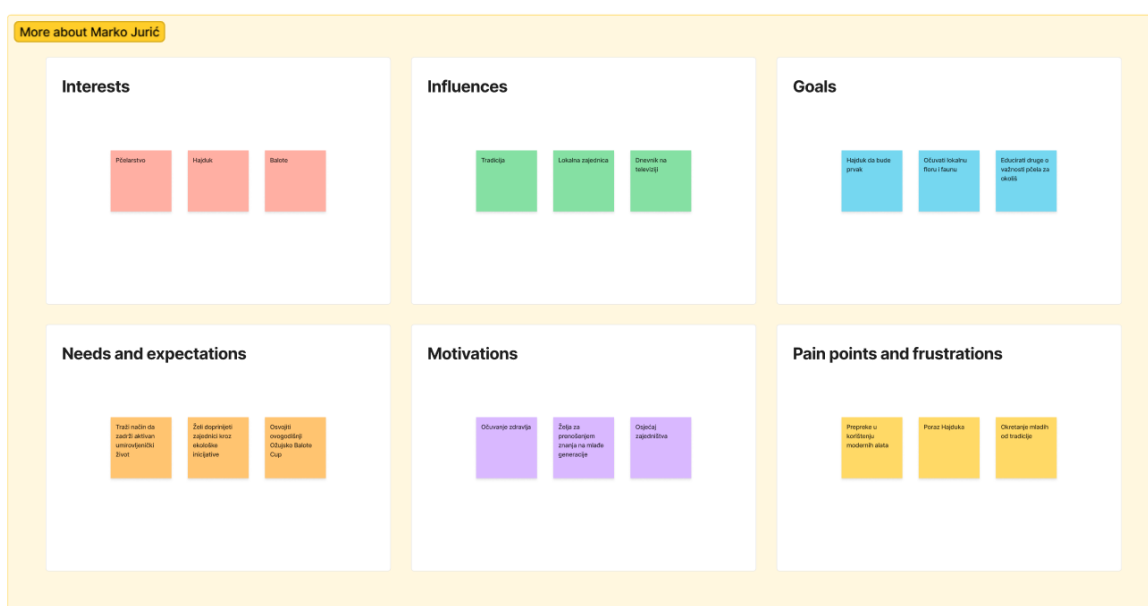 More about Marko Jurić
Interests
Pčelarstvo
Hajduk
Balote
Influences
Tradicija
Lokalna zajednica
Dnevnik na
televiziji
Goals
Hajduk da bude
prvak
Očuvati lokalnu
floru i faunu
Educirati druge o
važnosti pčela za
okoliš
Needs and expectations
Traži način da
zadrži aktivan
umirovljenički
život
Želi doprinijeti
zajednici kroz
ekološke
inicijative
Osvojiti
ovogodišnji
Ožujsko Balote
Cup
Motivations
Očuvanje zdravlja
Želja za
prenošenjem
znanja na mlađe
generacije
Osjećaj
zajedništva
Pain points and frustrations
Prepreke u
korištenju
modernih alata
Poraz Hajduka
Okretanje mladih
od tradicije